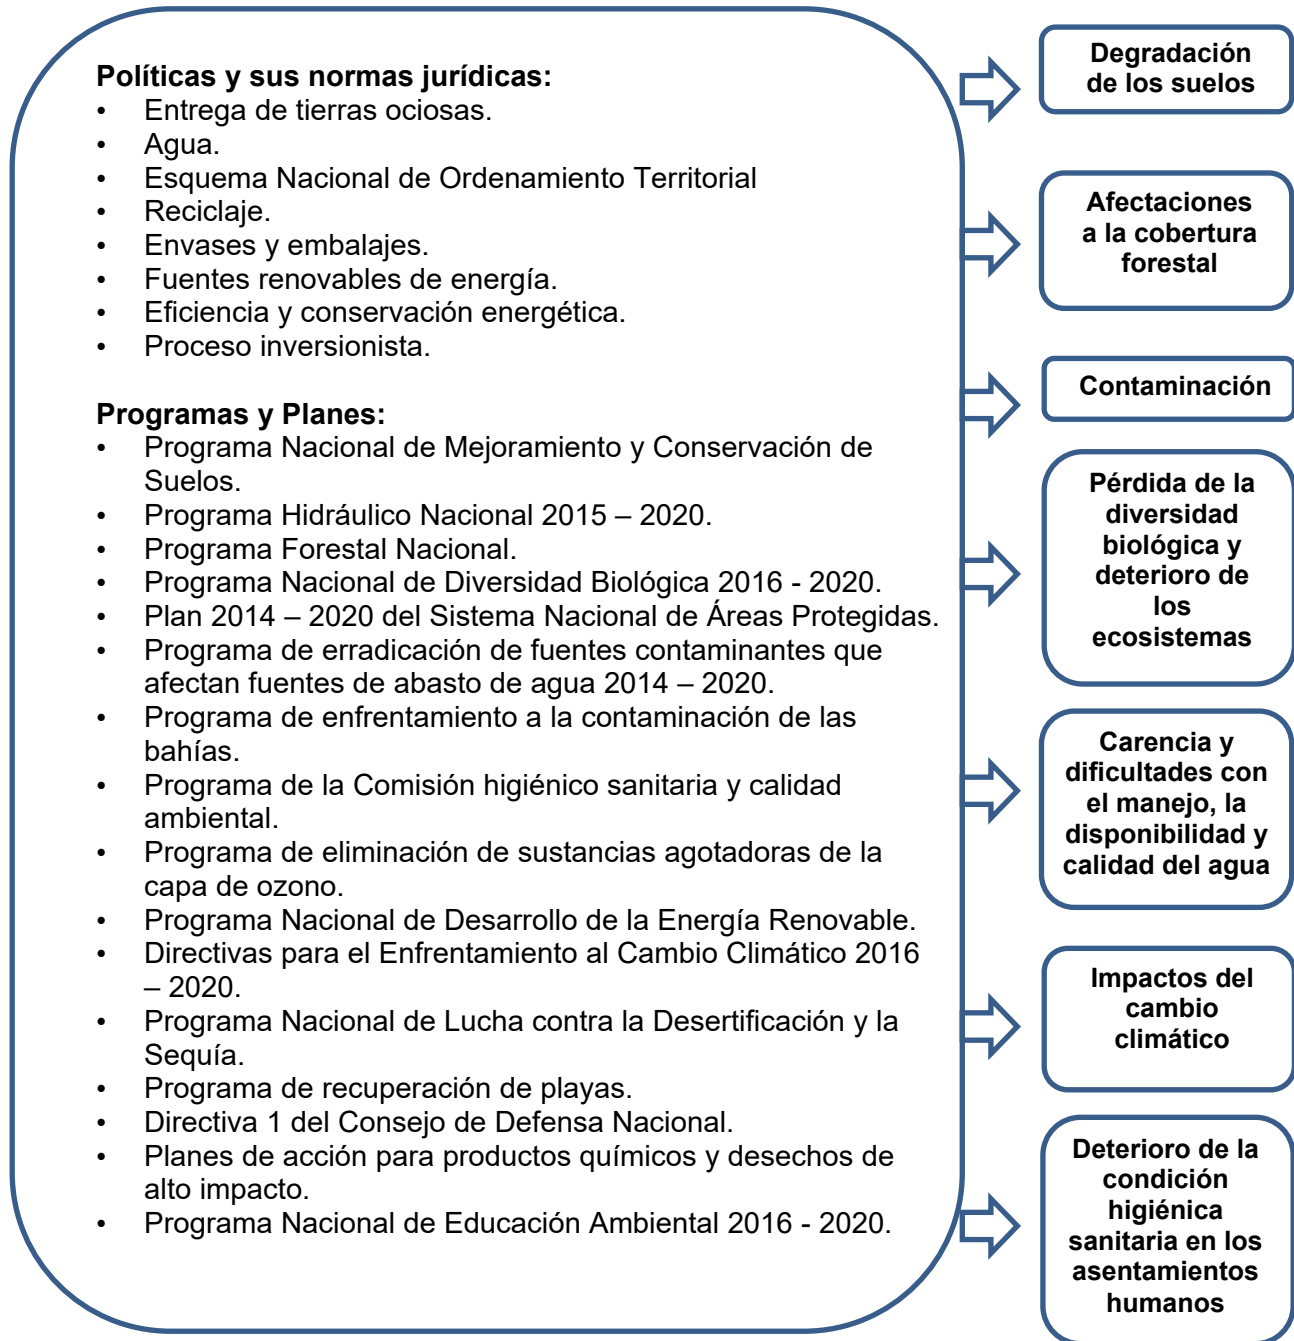 Políticas y sus normas jurídicas:
• Entrega de tierras ociosas.
• Agua.
• Esquema Nacional de Ordenamiento Territorial
• Reciclaje.
• Envases y embalajes.
• Fuentes renovables de energía.
• Eficiencia y conservación energética.
• Proceso inversionista.
Programas y Planes:
• Programa Nacional de Mejoramiento y Conservación de
Suelos.
• Programa Hidráulico Nacional 2015 – 2020.
• Programa Forestal Nacional.
• Programa Nacional de Diversidad Biológica 2016 - 2020.
• Plan 2014 – 2020 del Sistema Nacional de Áreas Protegidas.
• Programa de erradicación de fuentes contaminantes que
afectan fuentes de abasto de agua 2014 – 2020.
• Programa de enfrentamiento a la contaminación de las
bahías.
• Programa de la Comisión higiénico sanitaria y calidad
ambiental.
• Programa de eliminación de sustancias agotadoras de la
capa de ozono.
• Programa Nacional de Desarrollo de la Energía Renovable.
• Directivas para el Enfrentamiento al Cambio Climático 2016
– 2020.
• Programa Nacional de Lucha contra la Desertificación y la
Sequía.
• Programa de recuperación de playas.
• Directiva 1 del Consejo de Defensa Nacional.
• Planes de acción para productos químicos y desechos de
alto impacto.
• Programa Nacional de Educación Ambiental 2016 - 2020.
Degradación
de los suelos
Afectaciones
a la cobertura
forestal
Contaminación
Pérdida de la
diversidad
biológica y
deterioro de
los
ecosistemas
Carencia y
dificultades con
el manejo, la
disponibilidad y
calidad del agua
Impactos del
cambio
climático
Deterioro de la
condición
higiénica
sanitaria en los
asentamientos
humanos